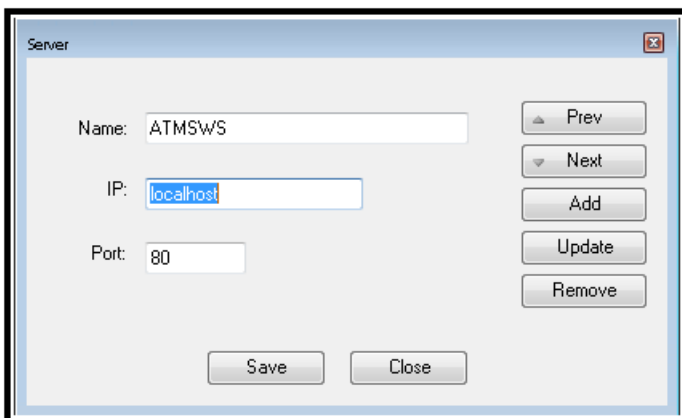 Server
Name: ATMSWS
IP: localhost
Port: 80
Prev
Next
Add
Update
Remove
Save
Close